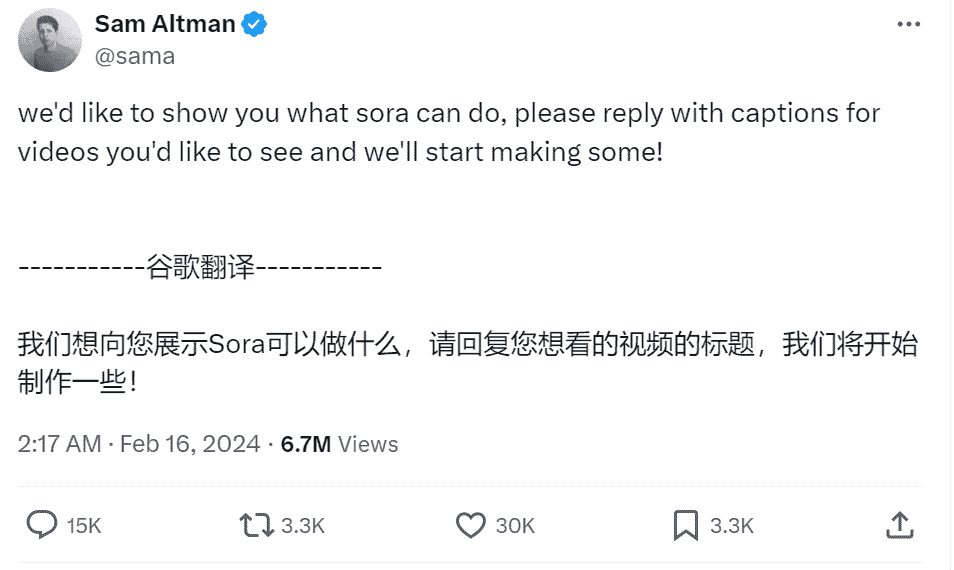 Sam Altman
@sama
we'd like to show you what sora can do, please reply with captions for
videos you'd like to see and we'll start making some!
-----------谷歌翻译-----------
我们想向您展示Sora可以做什么，请回复您想看的视频的标题，我们将开始
制作一些！
2:17 AM · Feb 16, 2024 · 6.7M Views
15K 3.3K 30K 3.3K